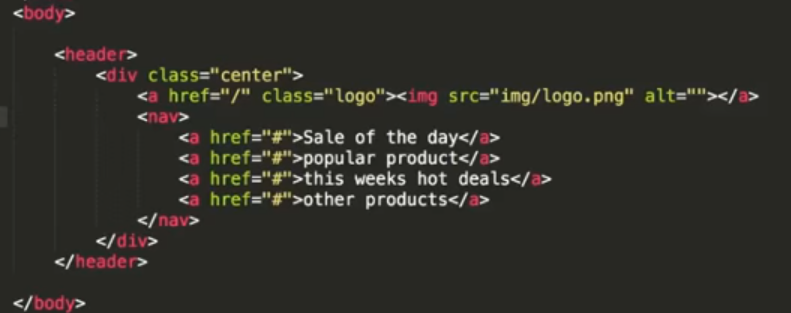 <body>
<header>
<div class="center">
<a href="/" class="logo"><img src="img/logo.png" alt=""></a>
<nav>
<a href="#">Sale of the day</a>
<a href="#">popular product</a>
<a href="#">this weeks hot deals</a>
<a href="#">other products</a>
</nav>
</div>
</header>
</body>